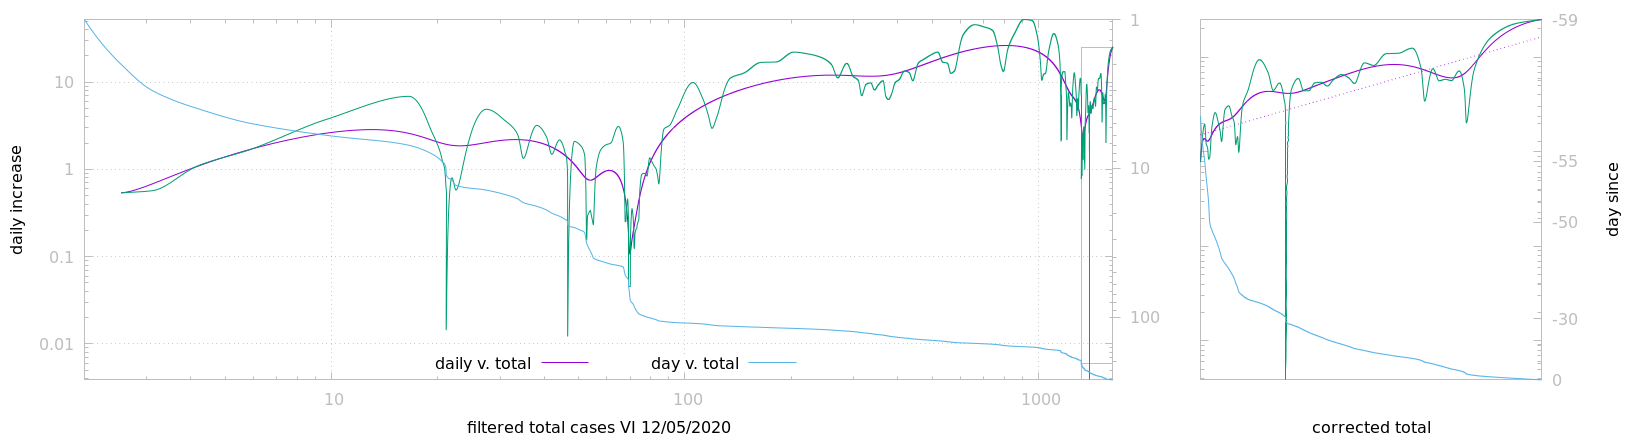 daily increase
10
1
0.1
0.01
10
100
1000
filtered total cases VI 12/05/2020
daily v. total
day v. total
1
10
100
-59
-55
-50
-30
0
day since
corrected total